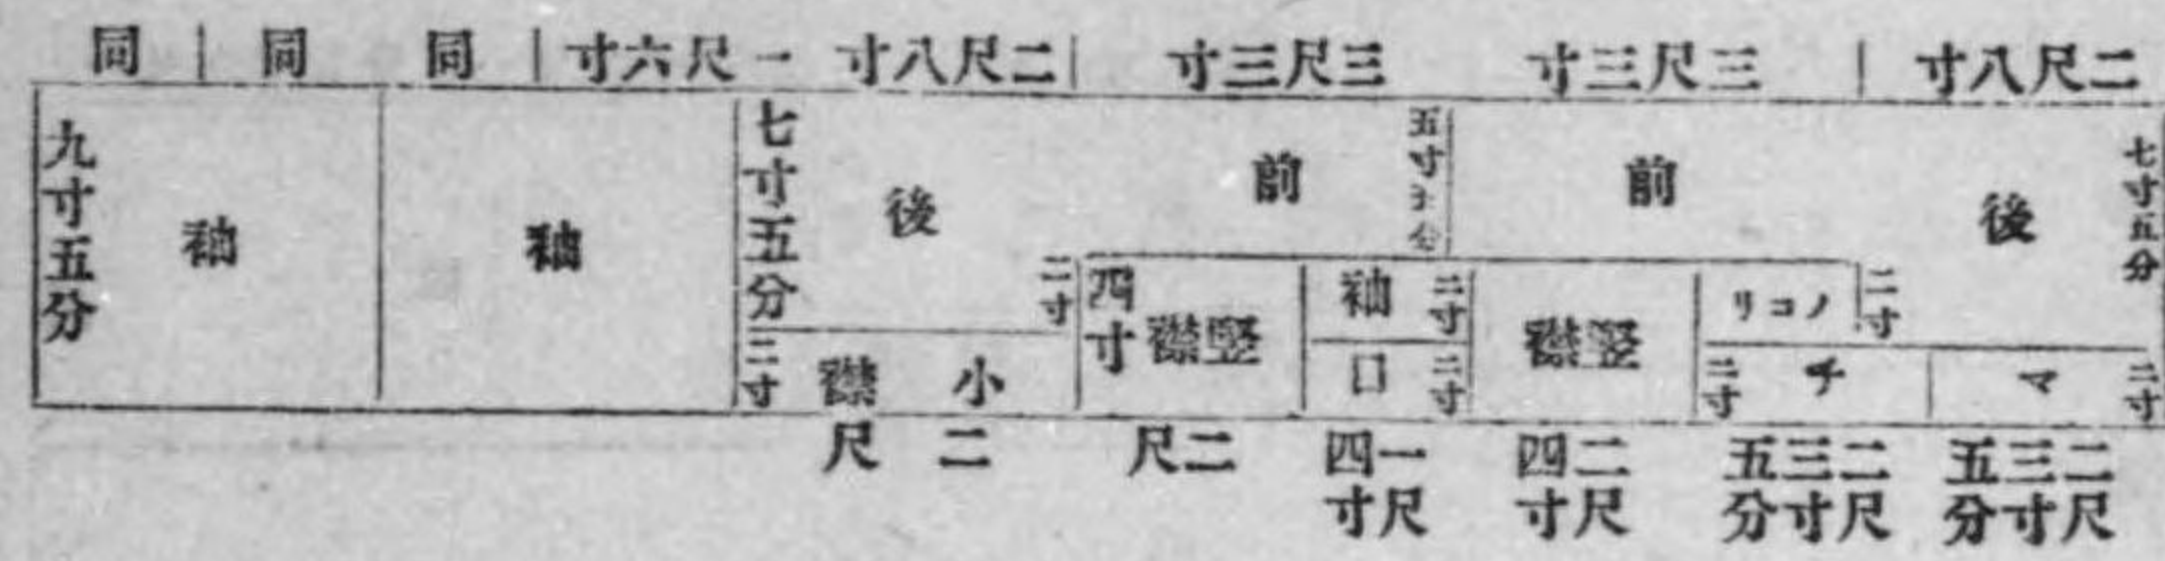 二尺八寸
三尺三寸
三尺三寸
二尺八寸
一尺六寸
同
同
同
七寸五分
後
前
五寸五分
前
後
七寸五分
袖
袖
九寸五分
二寸
ノコリ
竪襟
二寸
袖
四寸
竪襟
二寸
二寸
マ
チ
二寸
二寸
口
小襟
二寸
二尺三寸五分
二尺三寸五分
二尺四寸
一尺四寸
二尺
二尺